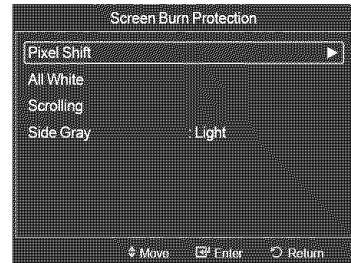 Screen Burn Protection
Pixel Shift
All White
Scrolling
Side Gray : Light
Move Enter Return